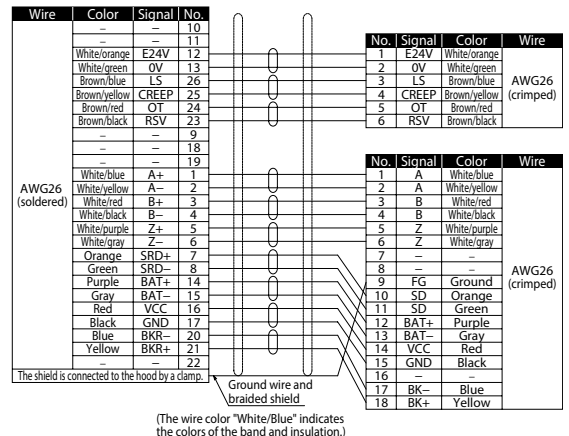 Wire Color Signal No.
– – 10
– – 11
White/orange E24V 12
White/green 0V 13
Brown/blue LS 26
Brown/yellow CREEP 25
Brown/red OT 24
Brown/black RSV 23
– – 9
– – 18
– – 19
White/blue A+ 1
White/yellow A− 2
White/red B+ 3
White/black B− 4
White/purple Z+ 5
White/gray Z− 6
Orange SRD+ 7
Green SRD− 8
Purple BAT+ 14
Gray BAT− 15
Red VCC 16
Black GND 17
Blue BKR− 20
Yellow BKR+ 21
– – 22
AWG26
(soldered)
The shield is connected to the hood by a clamp.
No. Signal Color Wire
1 E24V White/orange
2 0V White/green
3 LS Brown/blue
4 CREEP Brown/yellow
5 OT Brown/red
6 RSV Brown/black
AWG26
(crimped)
No. Signal Color Wire
1 A White/blue
2 A White/yellow
3 B White/red
4 B White/black
5 Z White/purple
6 Z White/gray
7 – –
8 – –
9 FG Ground
10 SD Orange
11 SD Green
12 BAT+ Purple
13 BAT− Gray
14 VCC Red
15 GND Black
16 – –
17 BK− Blue
18 BK+ Yellow
AWG26
(crimped)
Ground wire and
braided shield
(The wire color "White/Blue" indicates
the colors of the band and insulation.)